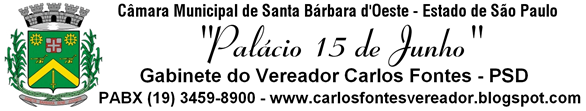 Câmara Municipal de Santa Bárbara d'Oeste - Estado de São Paulo
"Palácio 15 de Junho"
Gabinete do Vereador Carlos Fontes - PSD
PABX (19) 3459-8900 - www.carlosfontesvereador.blogspot.com